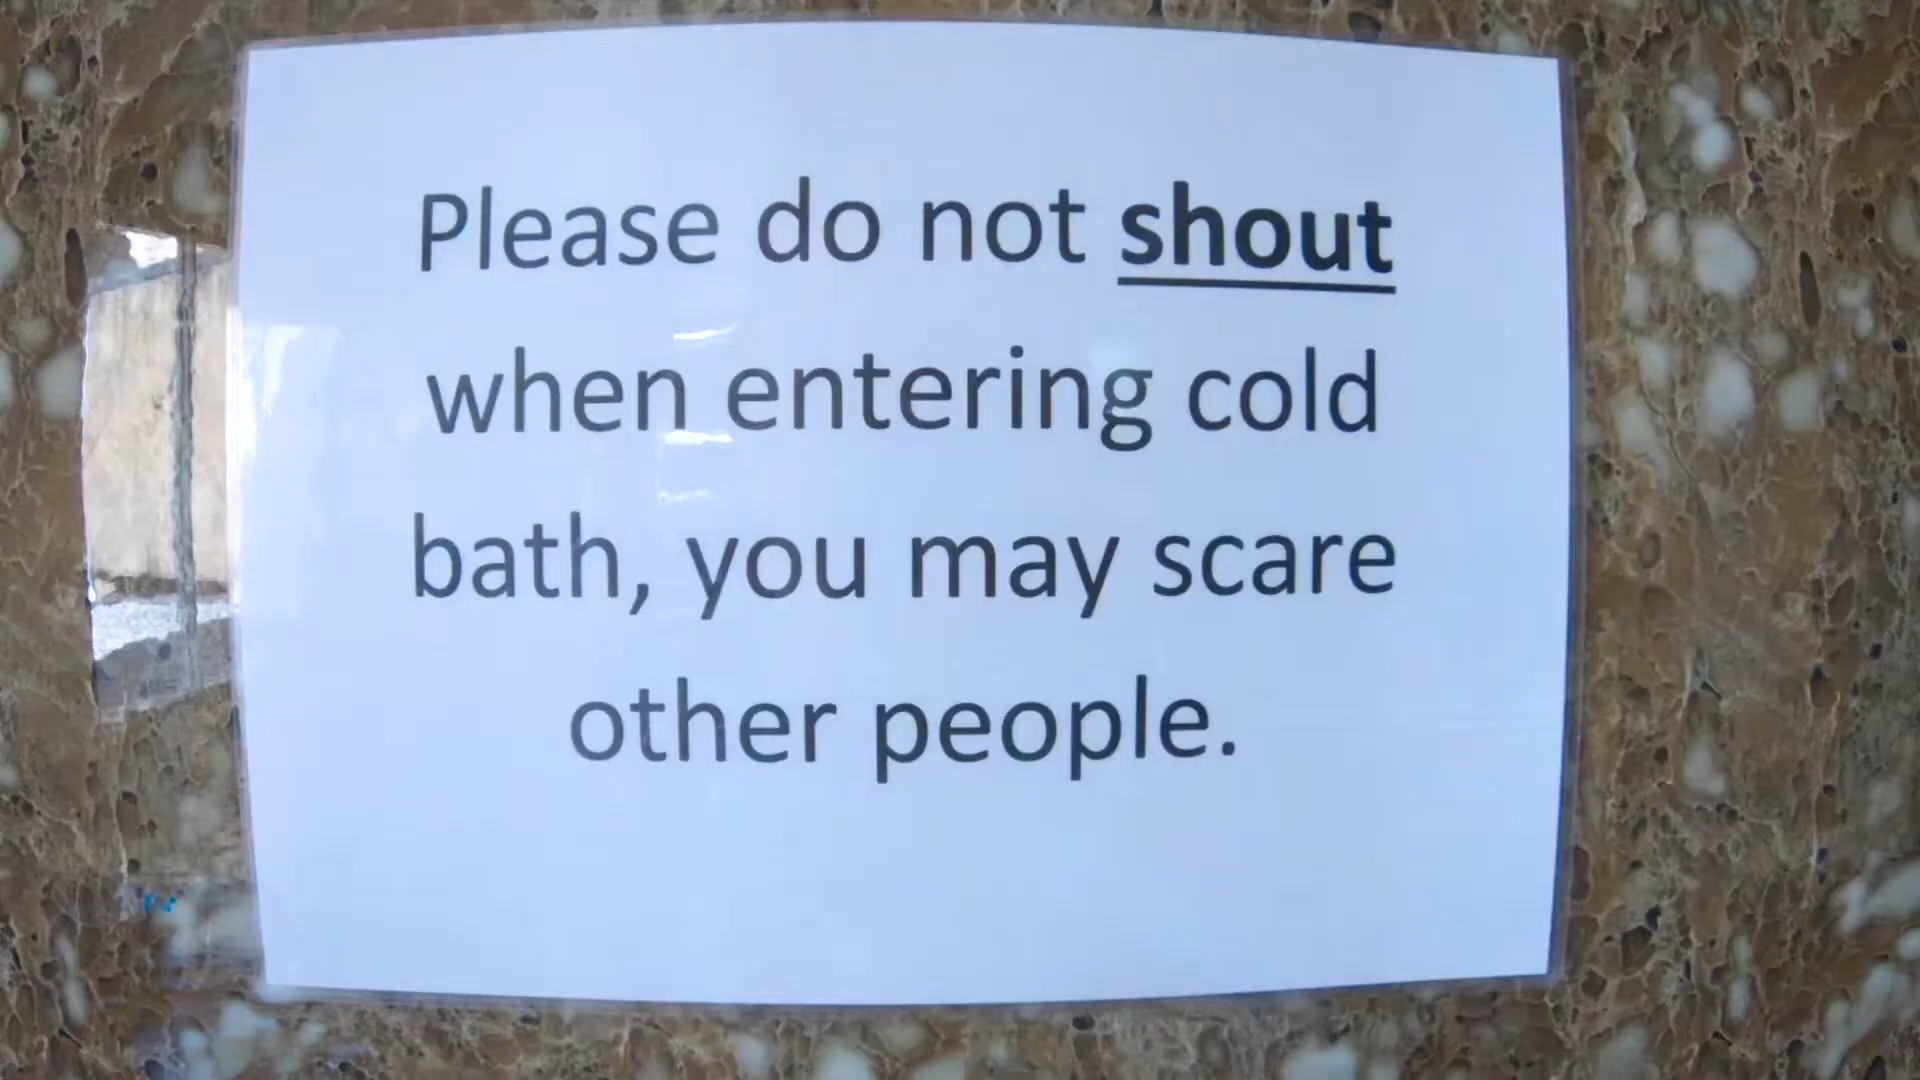 Please do not shout
when entering cold
bath, you may scare
other people.